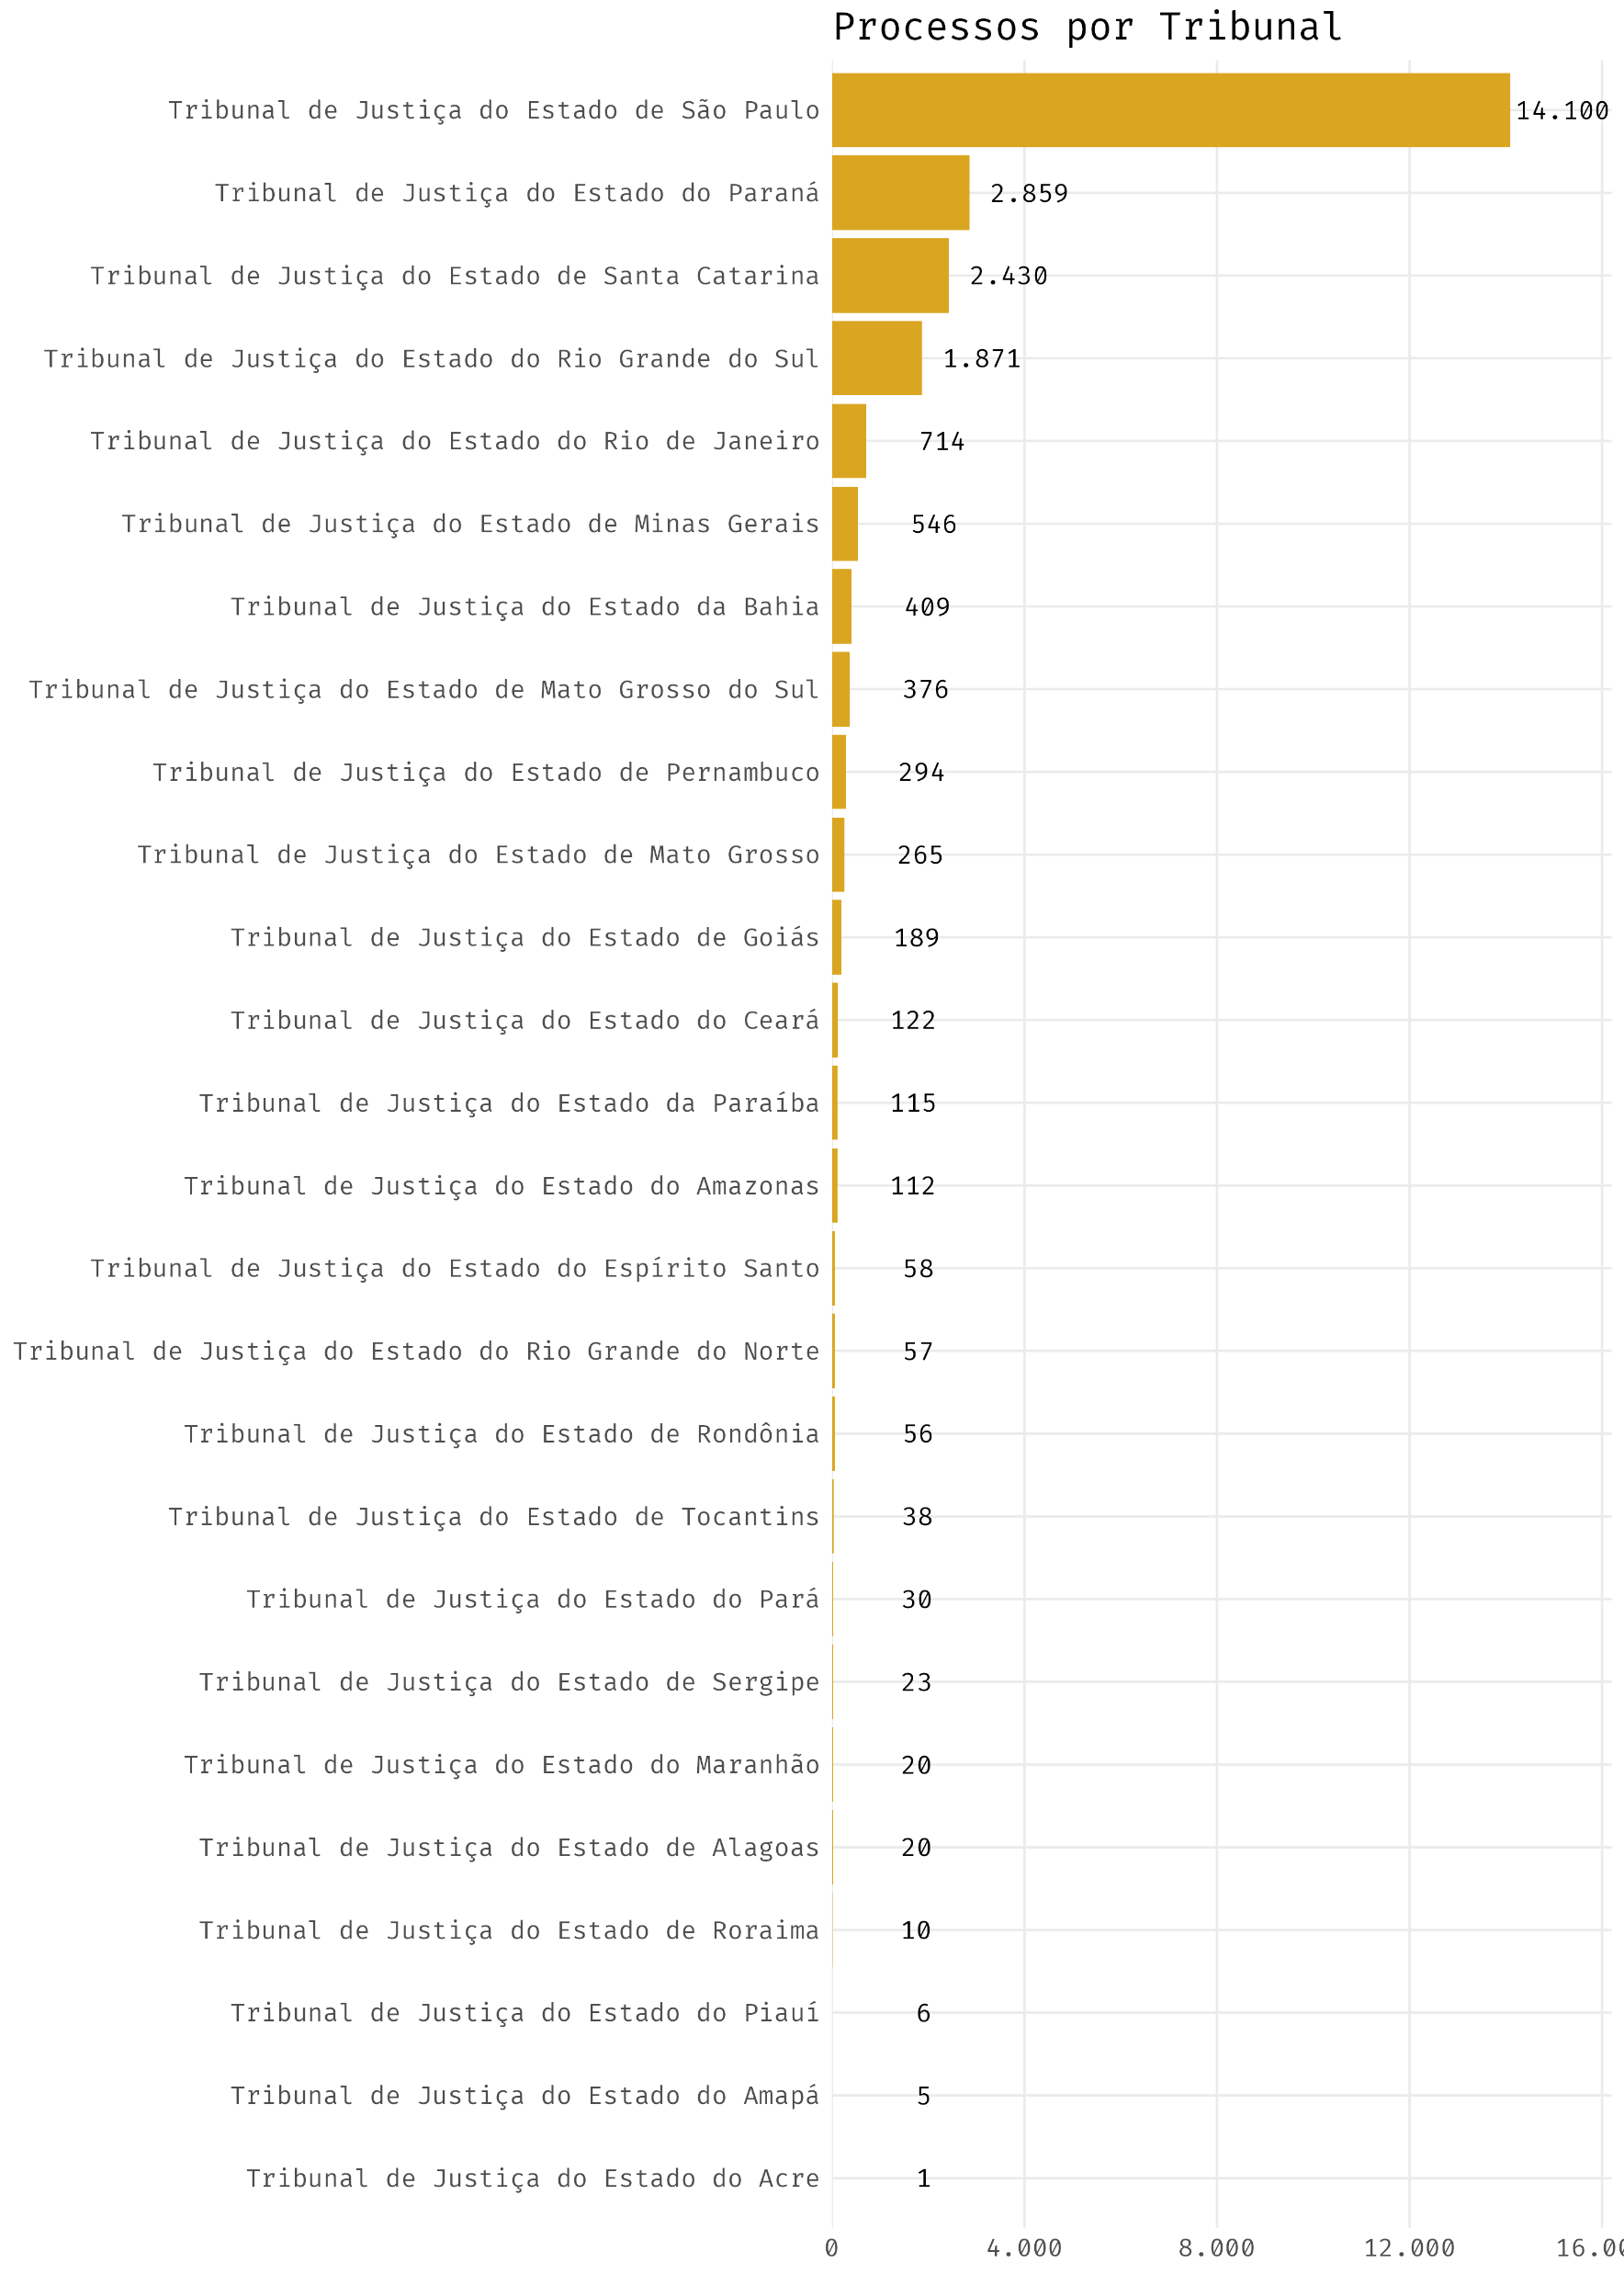 Processos por Tribunal
Tribunal de Justiça do Estado de São Paulo 14.100
Tribunal de Justiça do Estado do Paraná 2.859
Tribunal de Justiça do Estado de Santa Catarina 2.430
Tribunal de Justiça do Estado do Rio Grande do Sul 1.871
Tribunal de Justiça do Estado do Rio de Janeiro 714
Tribunal de Justiça do Estado de Minas Gerais 546
Tribunal de Justiça do Estado da Bahia 409
Tribunal de Justiça do Estado de Mato Grosso do Sul 376
Tribunal de Justiça do Estado de Pernambuco 294
Tribunal de Justiça do Estado de Mato Grosso 265
Tribunal de Justiça do Estado de Goiás 189
Tribunal de Justiça do Estado do Ceará 122
Tribunal de Justiça do Estado da Paraíba 115
Tribunal de Justiça do Estado do Amazonas 112
Tribunal de Justiça do Estado do Espírito Santo 58
Tribunal de Justiça do Estado do Rio Grande do Norte 57
Tribunal de Justiça do Estado de Rondônia 56
Tribunal de Justiça do Estado de Tocantins 38
Tribunal de Justiça do Estado do Pará 30
Tribunal de Justiça do Estado de Sergipe 23
Tribunal de Justiça do Estado do Maranhão 20
Tribunal de Justiça do Estado de Alagoas 20
Tribunal de Justiça do Estado de Roraima 10
Tribunal de Justiça do Estado do Piauí 6
Tribunal de Justiça do Estado do Amapá 5
Tribunal de Justiça do Estado do Acre 1
0 4.000 8.000 12.000